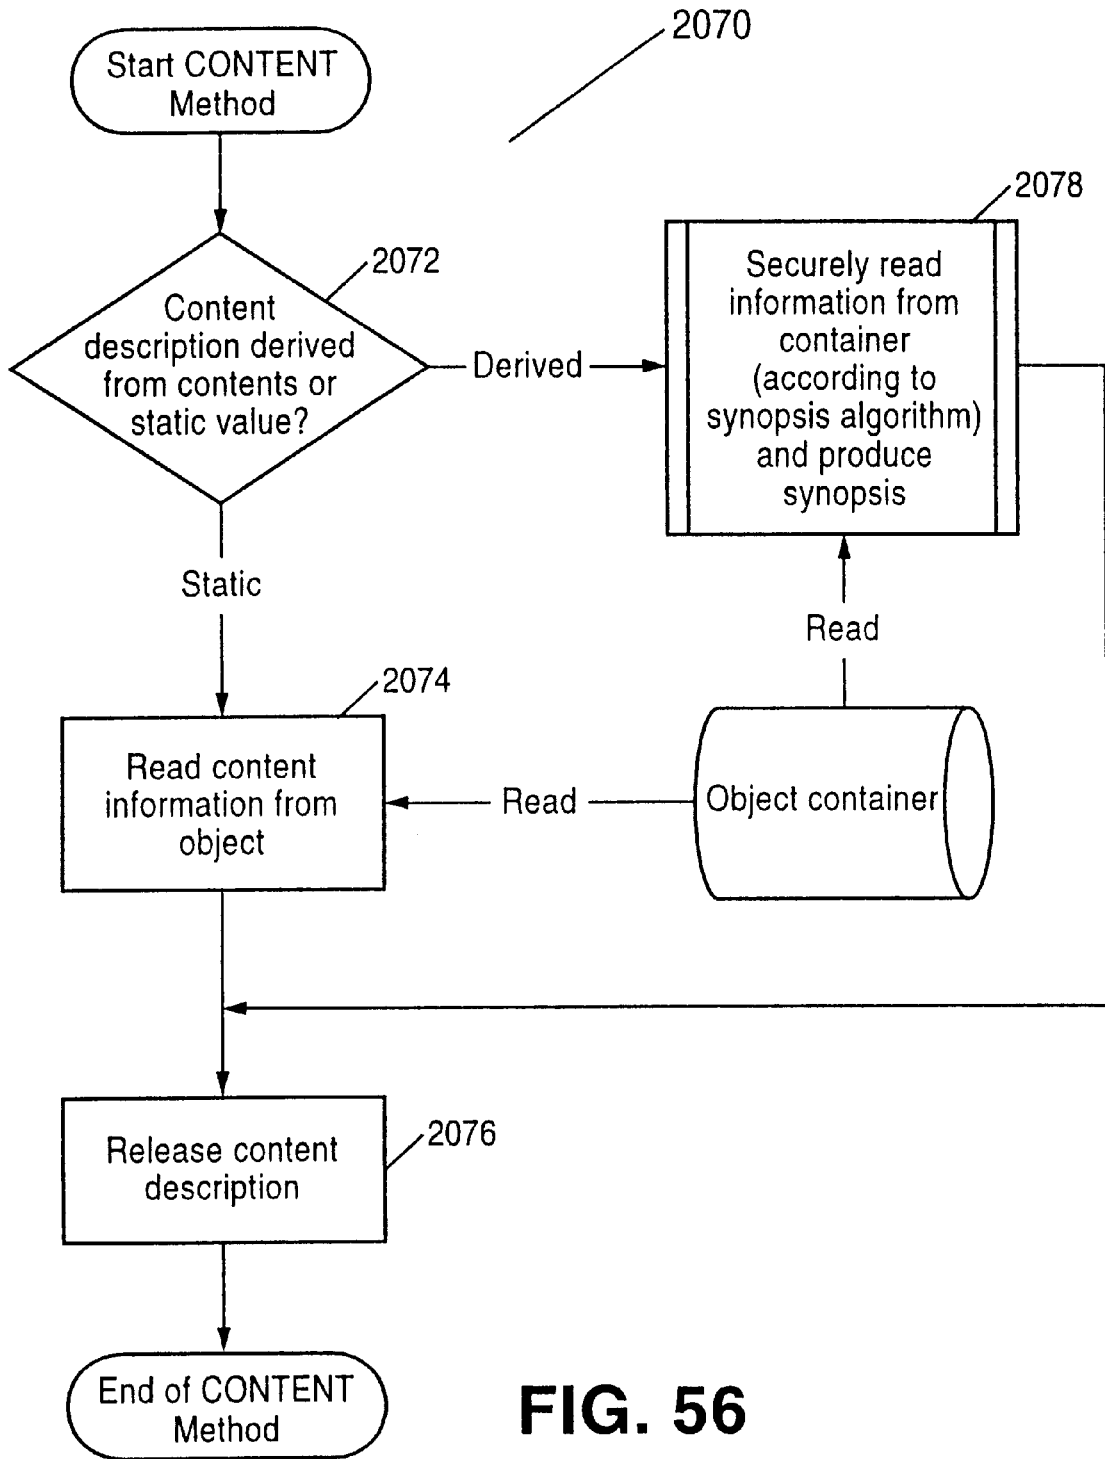 2070
Start CONTENT
Method
2078
2072
Content
description derived
from contents or
static value?
Derived
Securely read
information from
container
(according to
synopsis algorithm)
and produce
synopsis
Static
Read
2074
Read content
information from
object
Read
Object container
2076
Release content
description
End of CONTENT
Method
FIG. 56